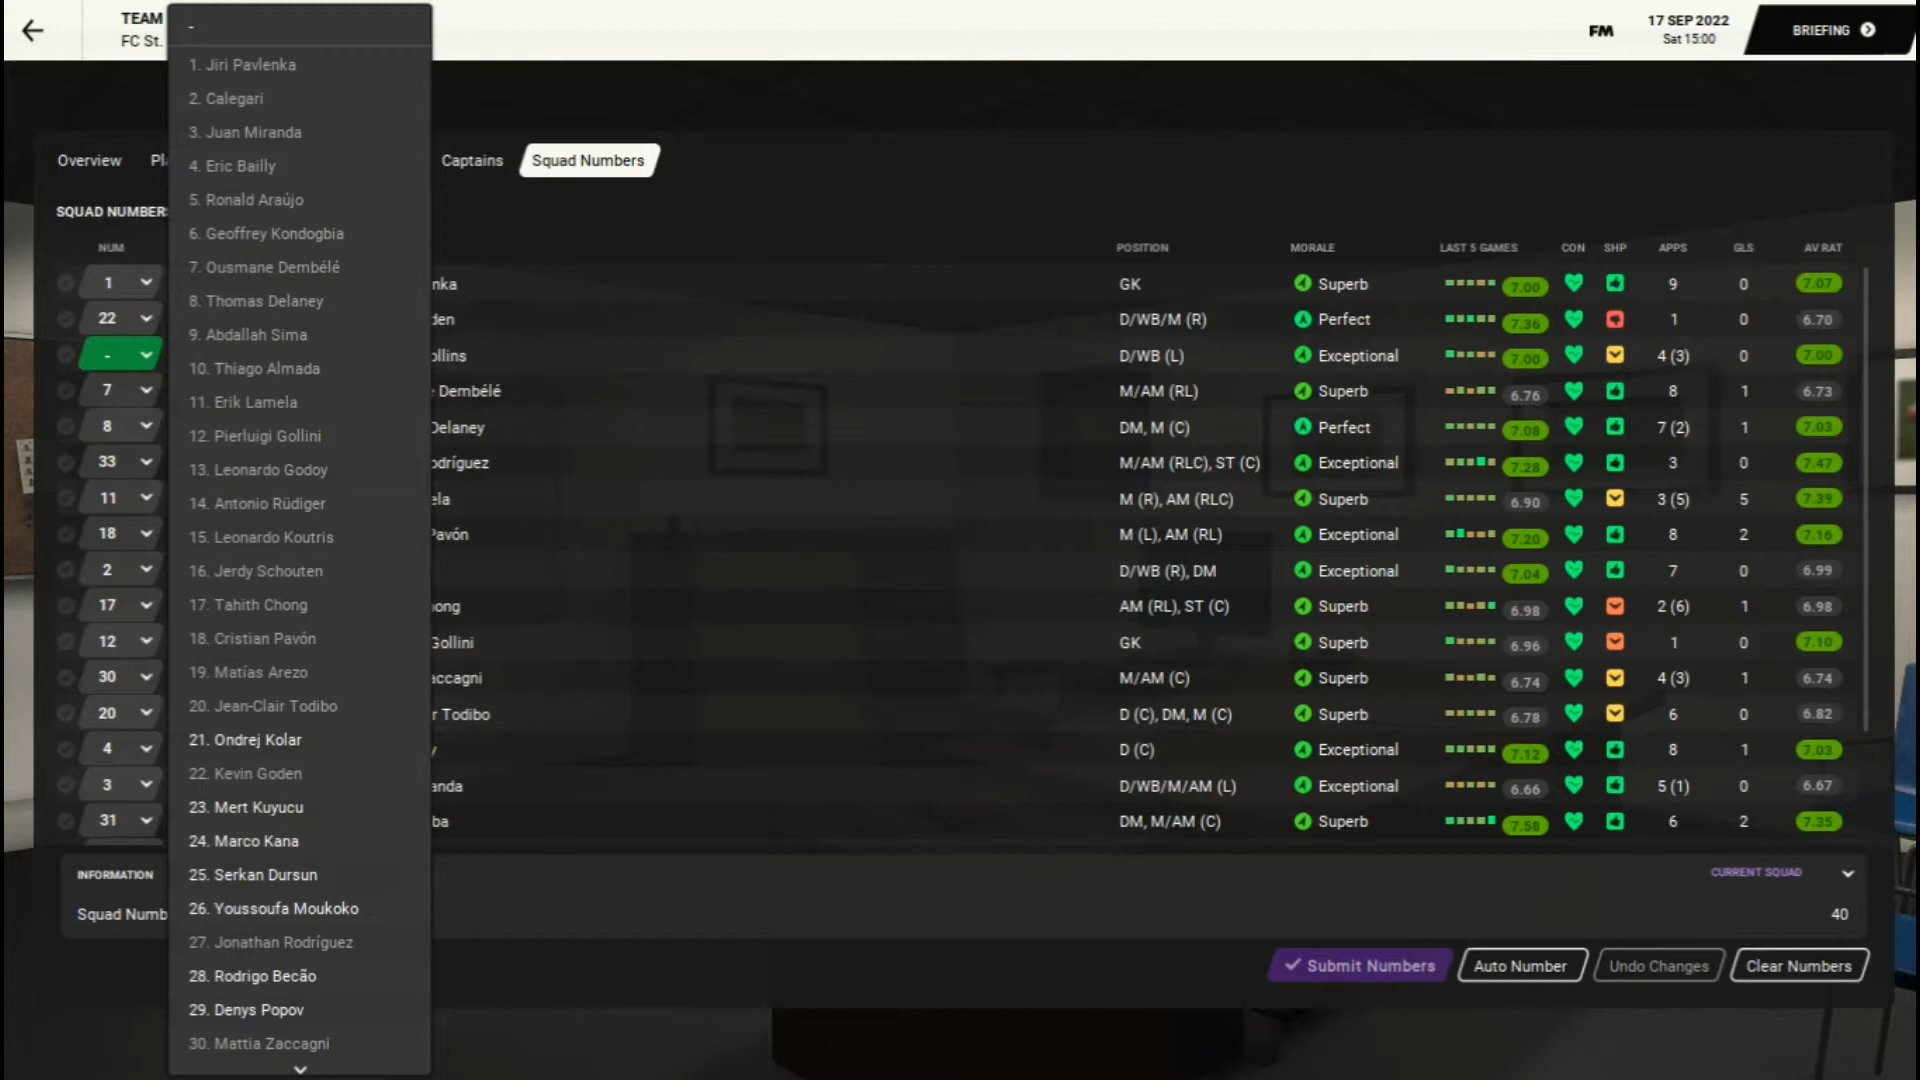 TEAM
FC St.
FM
17 SEP 2022
Sat 15:00
BRIEFING
-
1. Jiri Pavlenka
2. Calegari
3. Juan Miranda
4. Eric Bailly
5. Ronald Araújo
6. Geoffrey Kondogbia
7. Ousmane Dembélé
8. Thomas Delaney
9. Abdallah Sima
10. Thiago Almada
11. Erik Lamela
12. Pierluigi Gollini
13. Leonardo Godoy
14. Antonio Rüdiger
15. Leonardo Koutris
16. Jerdy Schouten
17. Tahith Chong
18. Cristian Pavón
19. Matías Arezo
20. Jean-Clair Todibo
21. Ondrej Kolar
22. Kevin Goden
23. Mert Kuyucu
24. Marco Kana
25. Serkan Dursun
26. Youssoufa Moukoko
27. Jonathan Rodríguez
28. Rodrigo Becão
29. Denys Popov
30. Mattia Zaccagni
Overview Pl Captains Squad Numbers
SQUAD NUMBERS
NUM POSITION MORALE LAST 5 GAMES CON SHP APPS GLS AV RAT
1 nka GK Superb 7.00 9 0 7.07
22 den D/WB/M (R) Perfect 7.36 1 0 6.70
- ollins D/WB (L) Exceptional 7.00 4 (3) 0 7.00
7 Dembélé M/AM (RL) Superb 6.76 8 1 6.73
8 Delaney DM, M (C) Perfect 7.08 7 (2) 1 7.03
33 odríguez M/AM (RLC), ST (C) Exceptional 7.28 3 0 7.47
11 ela M (R), AM (RLC) Superb 6.90 3 (5) 5 7.39
18 Pavón M (L), AM (RL) Exceptional 7.20 8 2 7.16
2 D/WB (R), DM Exceptional 7.04 7 0 6.99
17 ong AM (RL), ST (C) Superb 6.98 2 (6) 1 6.98
12 Gollini GK Superb 6.96 1 0 7.10
30 accagni M/AM (C) Superb 6.74 4 (3) 1 6.74
20 r Todibo D (C), DM, M (C) Superb 6.78 6 0 6.82
4 y D (C) Exceptional 7.12 8 1 7.03
3 anda D/WB/M/AM (L) Exceptional 6.66 5 (1) 0 6.67
31 ba DM, M/AM (C) Superb 7.58 6 2 7.35
INFORMATION CURRENT SQUAD
Squad Numb 40
Submit Numbers Auto Number Undo Changes Clear Numbers